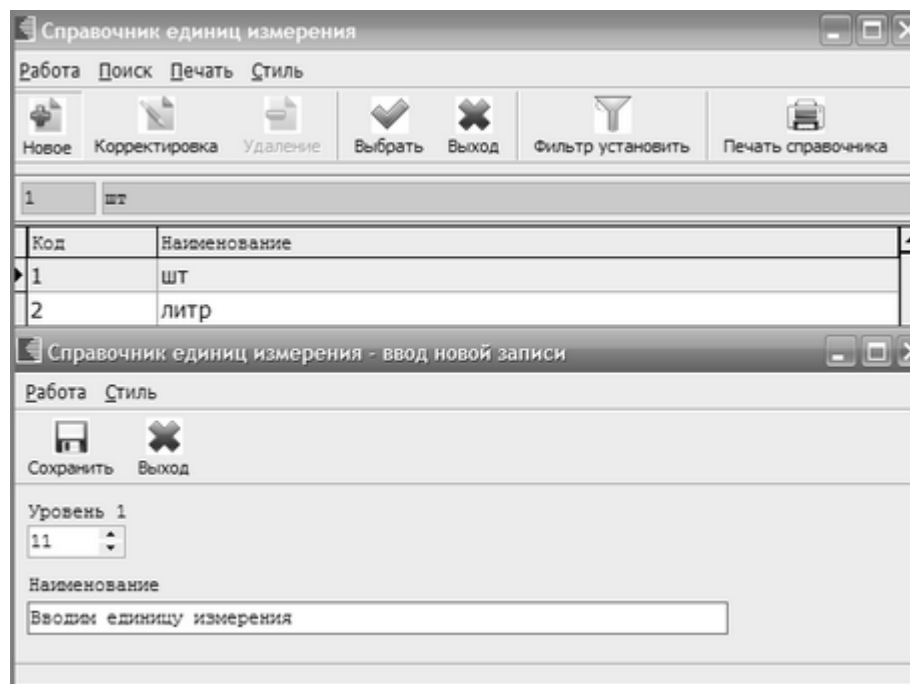 Справочник единиц измерения
Работа Поиск Печать Стиль
Новое Корректировка Удаление Выбрать Выход Фильтр установить Печать справочника
1 шт
Код Наименование
1 шт
2 литр
Справочник единиц измерения - ввод новой записи
Работа Стиль
Сохранить Выход
Уровень 1
11
Наименование
Вводим единицу измерения